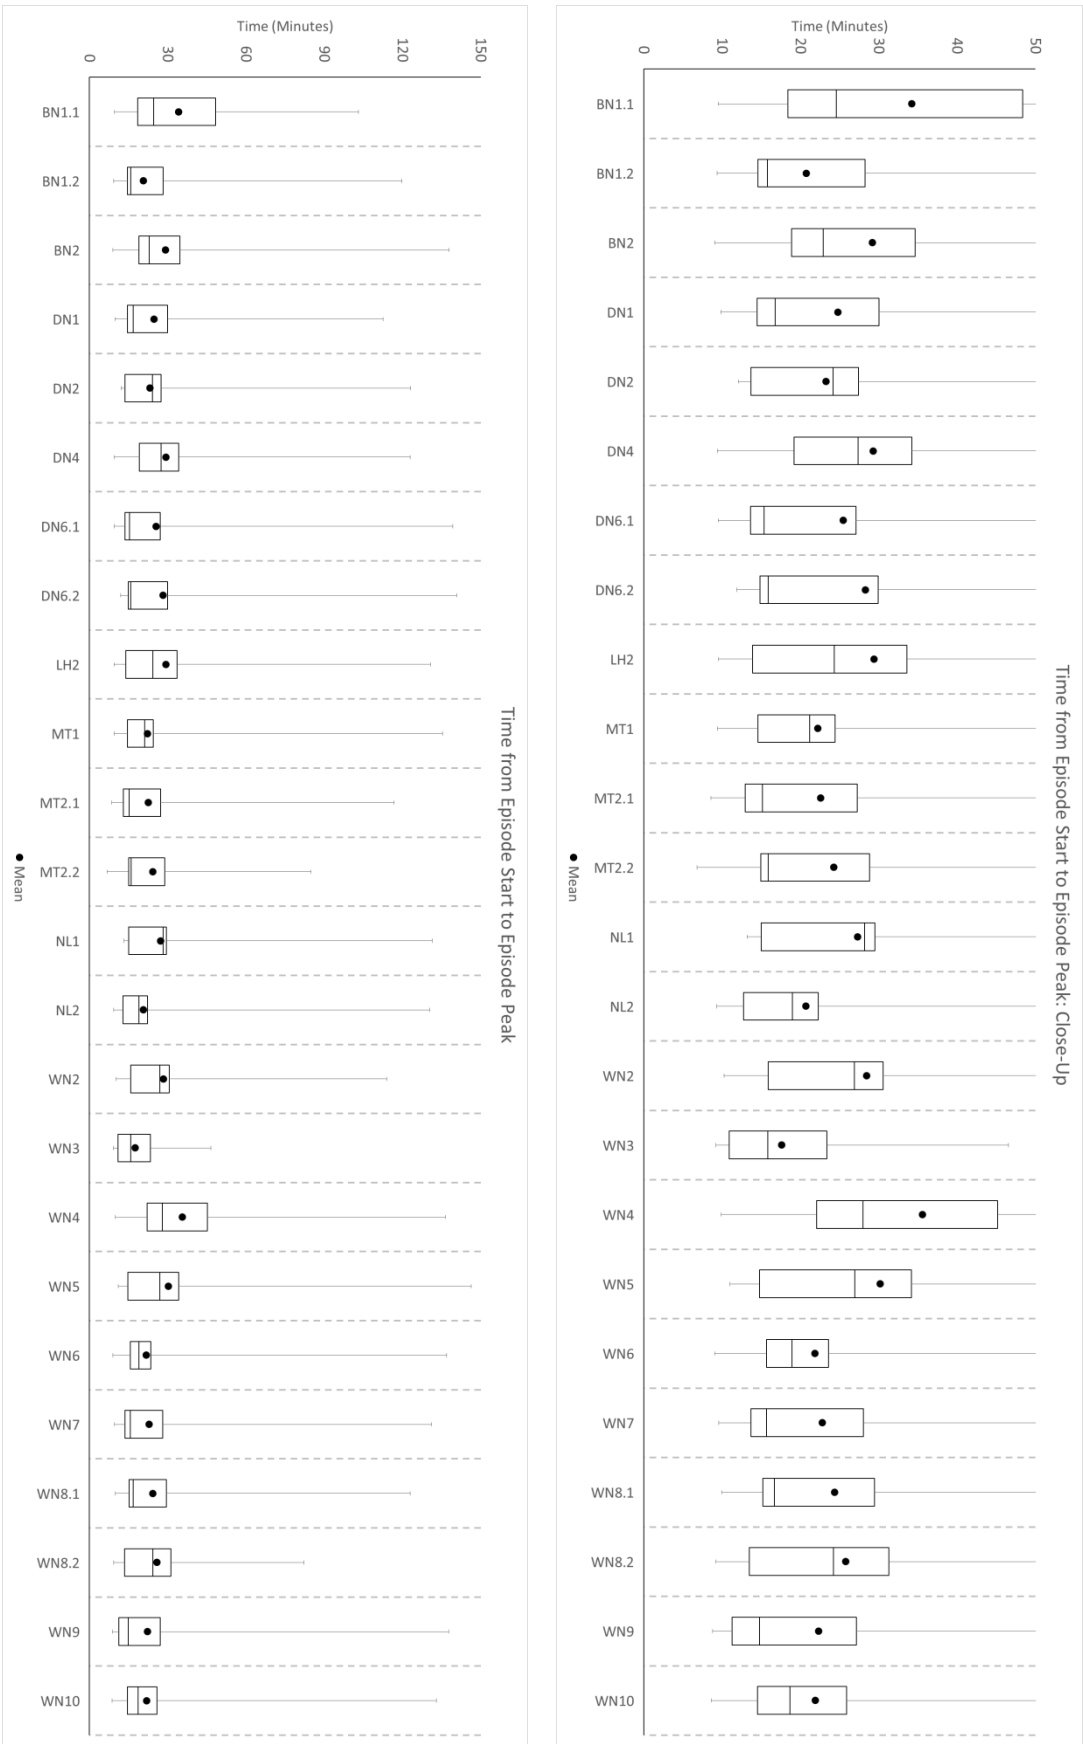 Time from Episode Start to Episode Peak: Close-Up
Time (Minutes)
50
40
30
20
10
0
BN1.1
BN1.2
BN2
DN1
DN2
DN4
DN6.1
DN6.2
LH2
MT1
MT2.1
MT2.2
NL1
NL2
WN2
WN3
WN4
WN5
WN6
WN7
WN8.1
WN8.2
WN9
WN10
Mean
Time from Episode Start to Episode Peak
Time (Minutes)
150
120
90
60
30
0
BN1.1
BN1.2
BN2
DN1
DN2
DN4
DN6.1
DN6.2
LH2
MT1
MT2.1
MT2.2
NL1
NL2
WN2
WN3
WN4
WN5
WN6
WN7
WN8.1
WN8.2
WN9
WN10
Mean